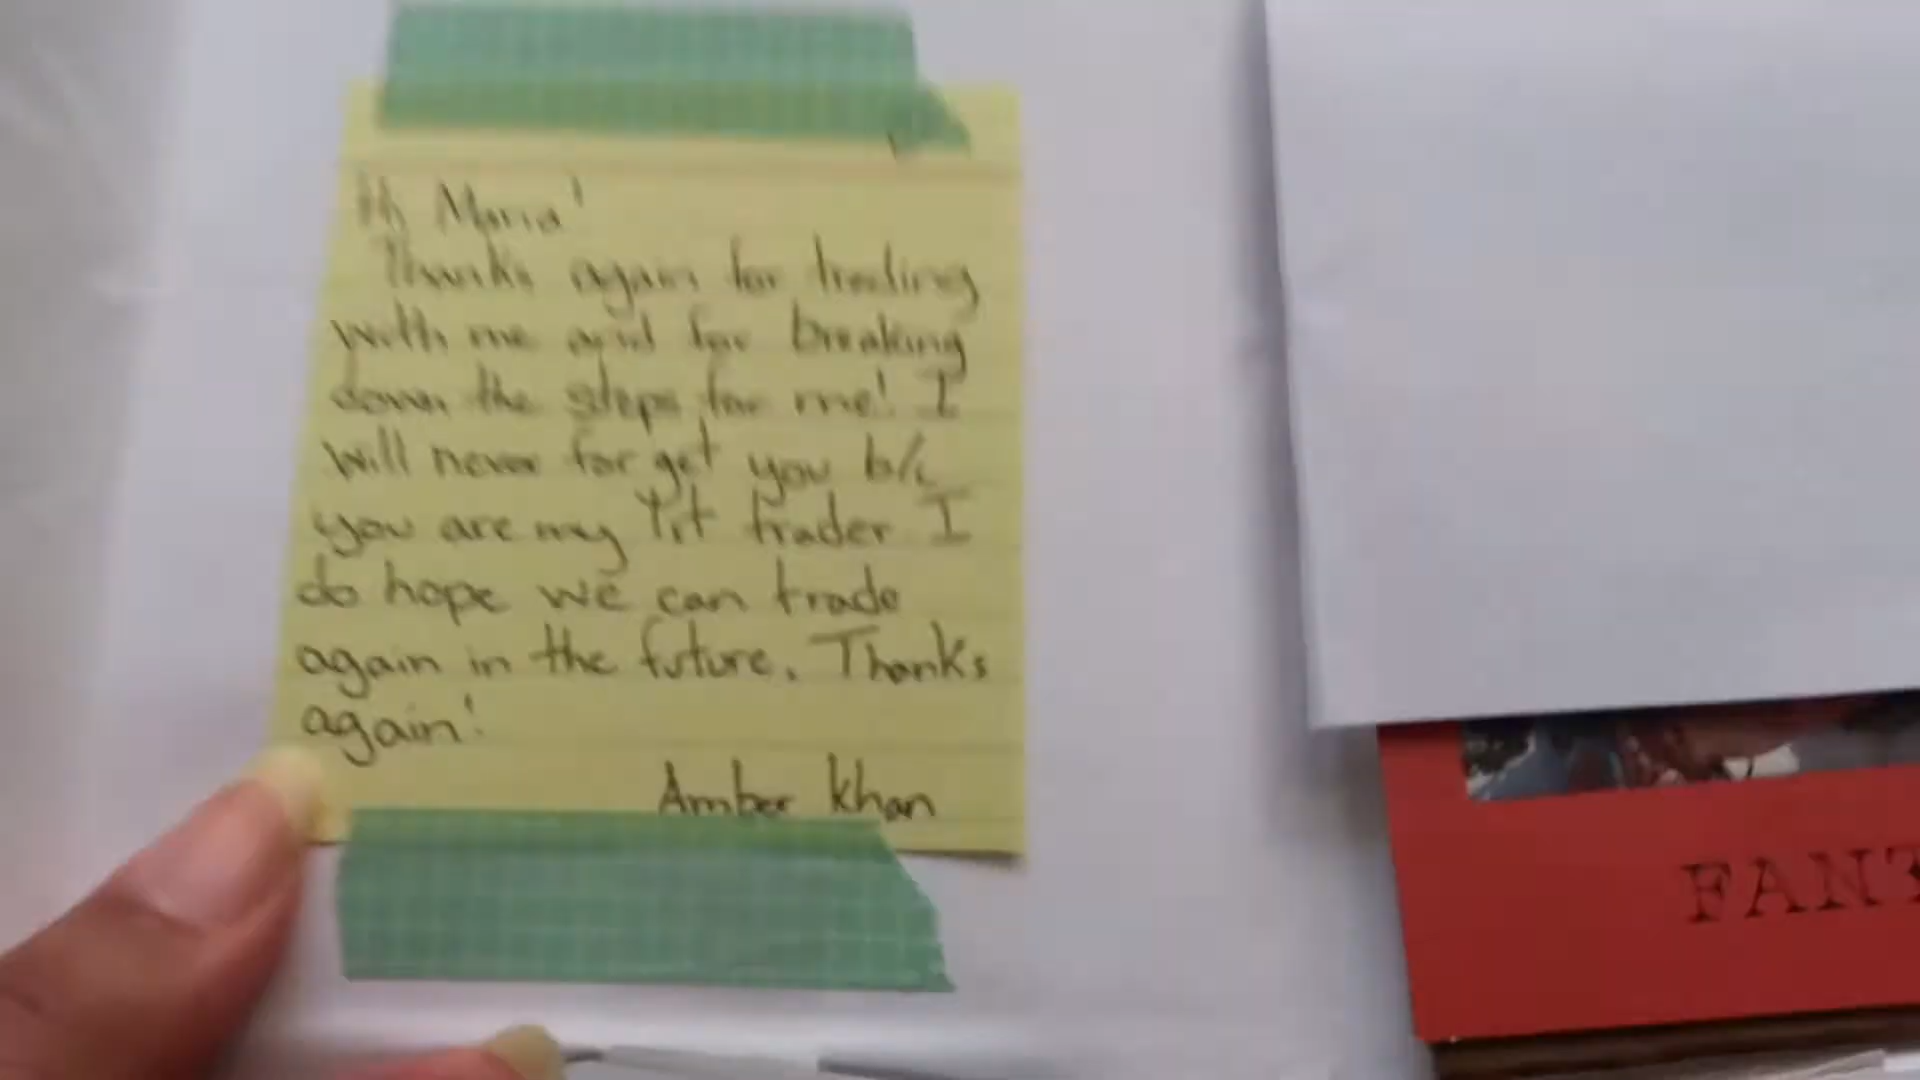 Hi Maria!
Thanks again for trading
with me and for breaking
down the steps for me! I
will never forget you b/c
you are my 1st trader I
do hope we can trade
again in the future. Thanks
again!
Amber Khan
FANT